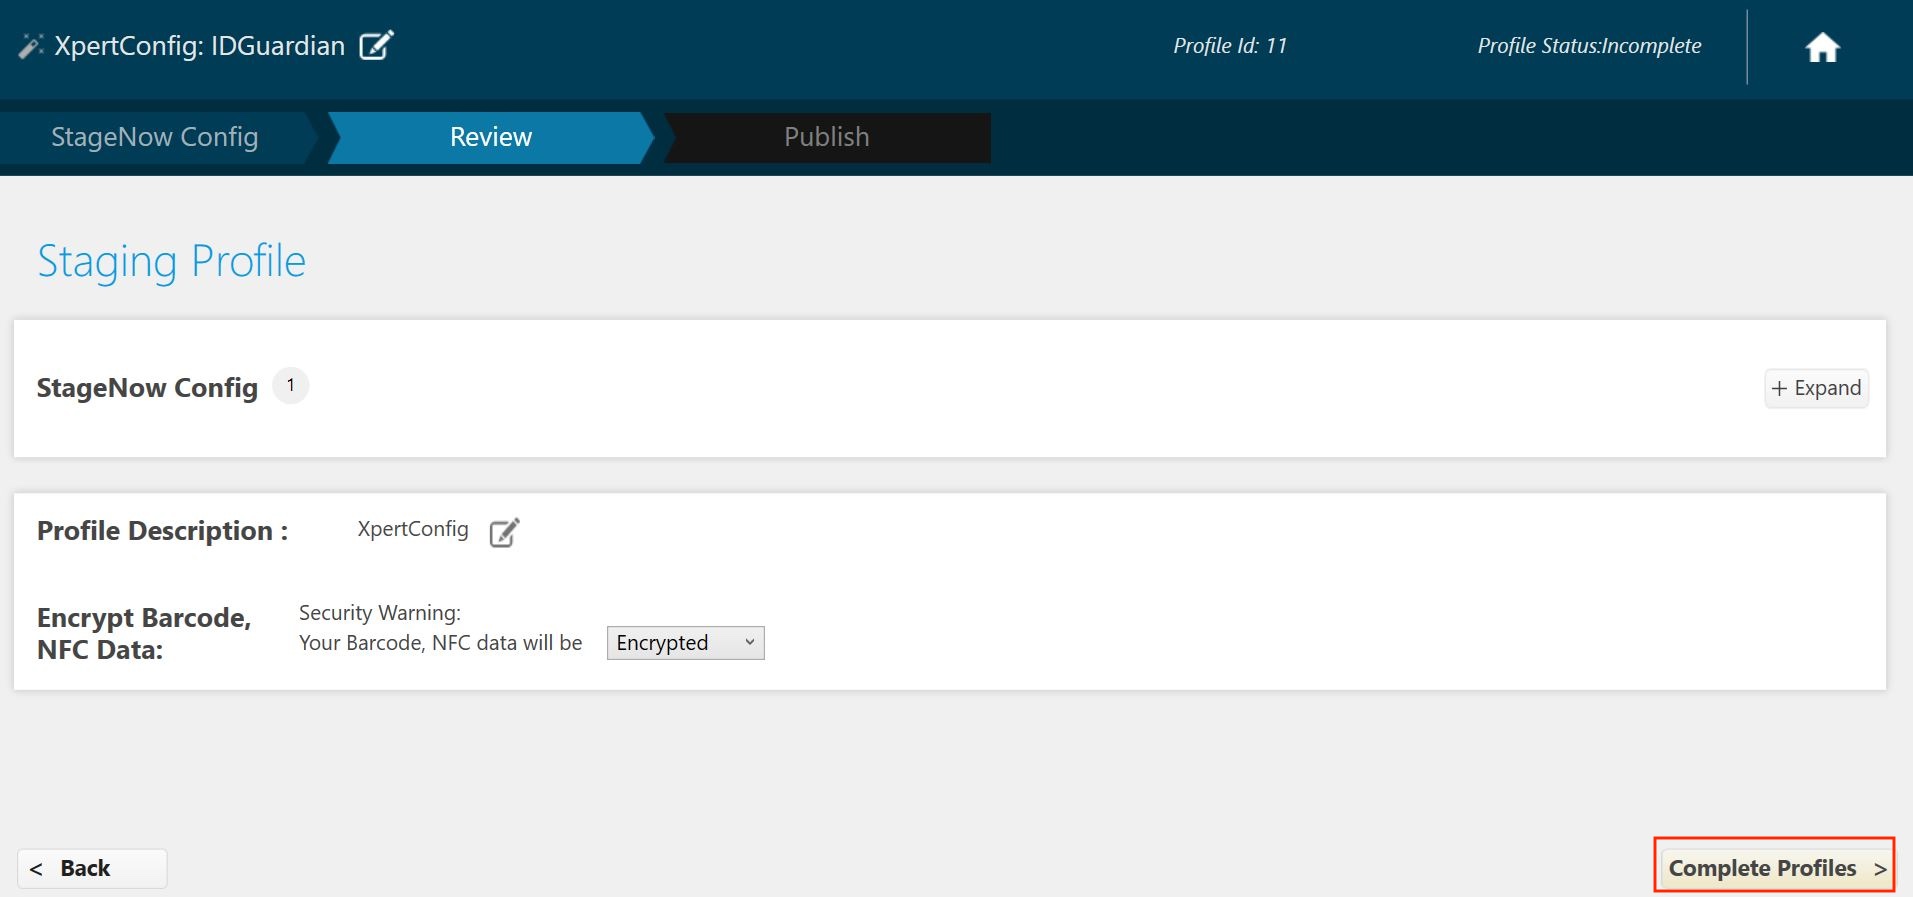 XpertConfig: IDGuardian
Profile Id: 11
Profile Status:Incomplete
StageNow Config
Review
Publish
Staging Profile
StageNow Config 1
+ Expand
Profile Description : XpertConfig
Encrypt Barcode,
NFC Data:
Security Warning:
Your Barcode, NFC data will be Encrypted
< Back
Complete Profiles >